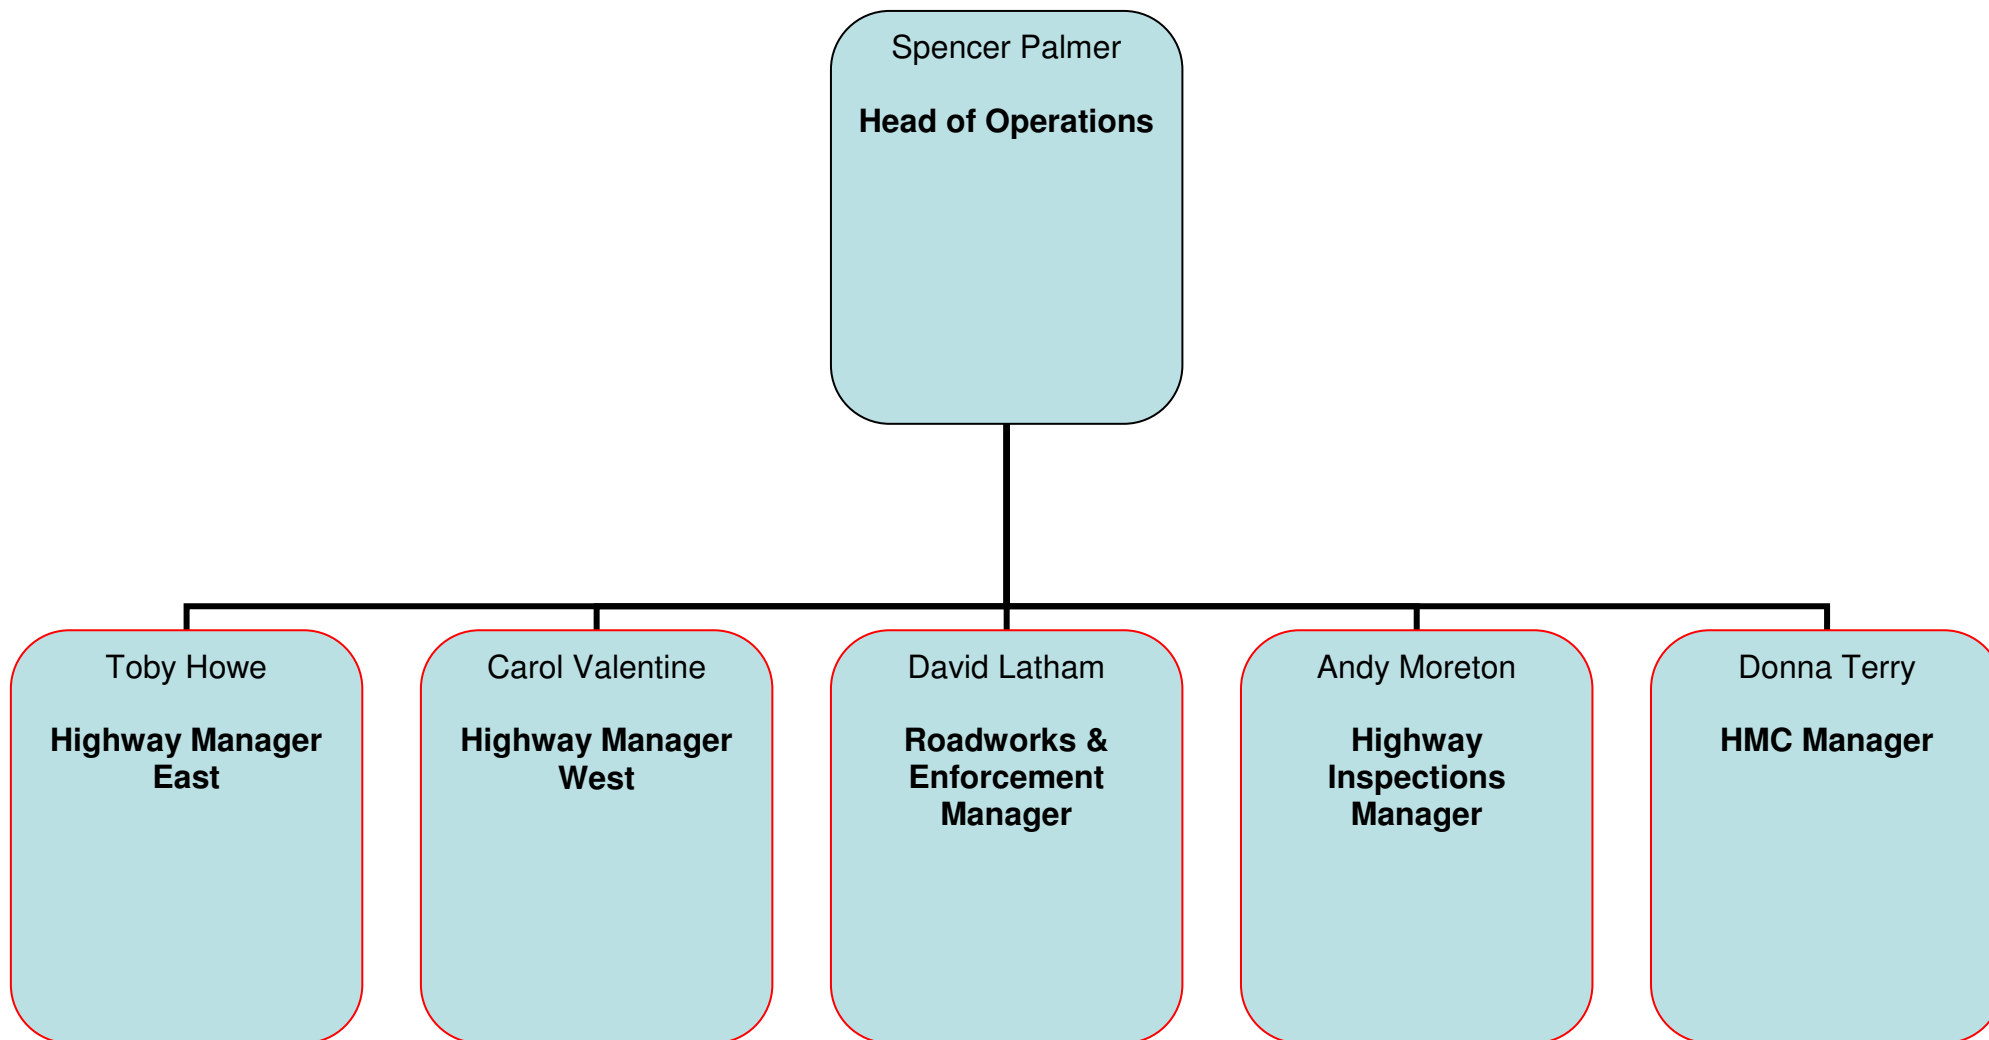 Spencer Palmer
Head of Operations
Toby Howe
Highway Manager
East
Carol Valentine
Highway Manager
West
David Latham
Roadworks &
Enforcement
Manager
Andy Moreton
Highway
Inspections
Manager
Donna Terry
HMC Manager